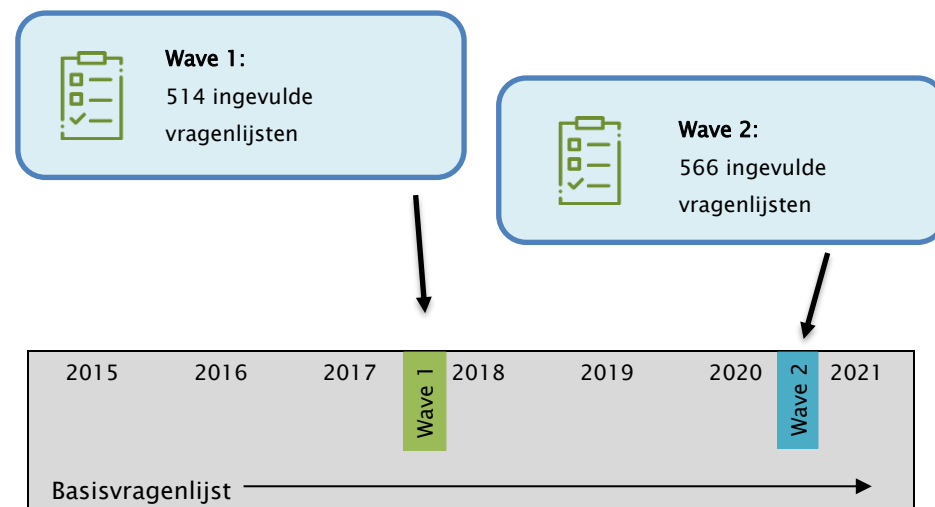 Wave 1:
514 ingevulde
vragenlijsten
Wave 2:
566 ingevulde
vragenlijsten
2015 2016 2017 Wave 1 2018 2019 2020 Wave 2 2021
Basisvragenlijst